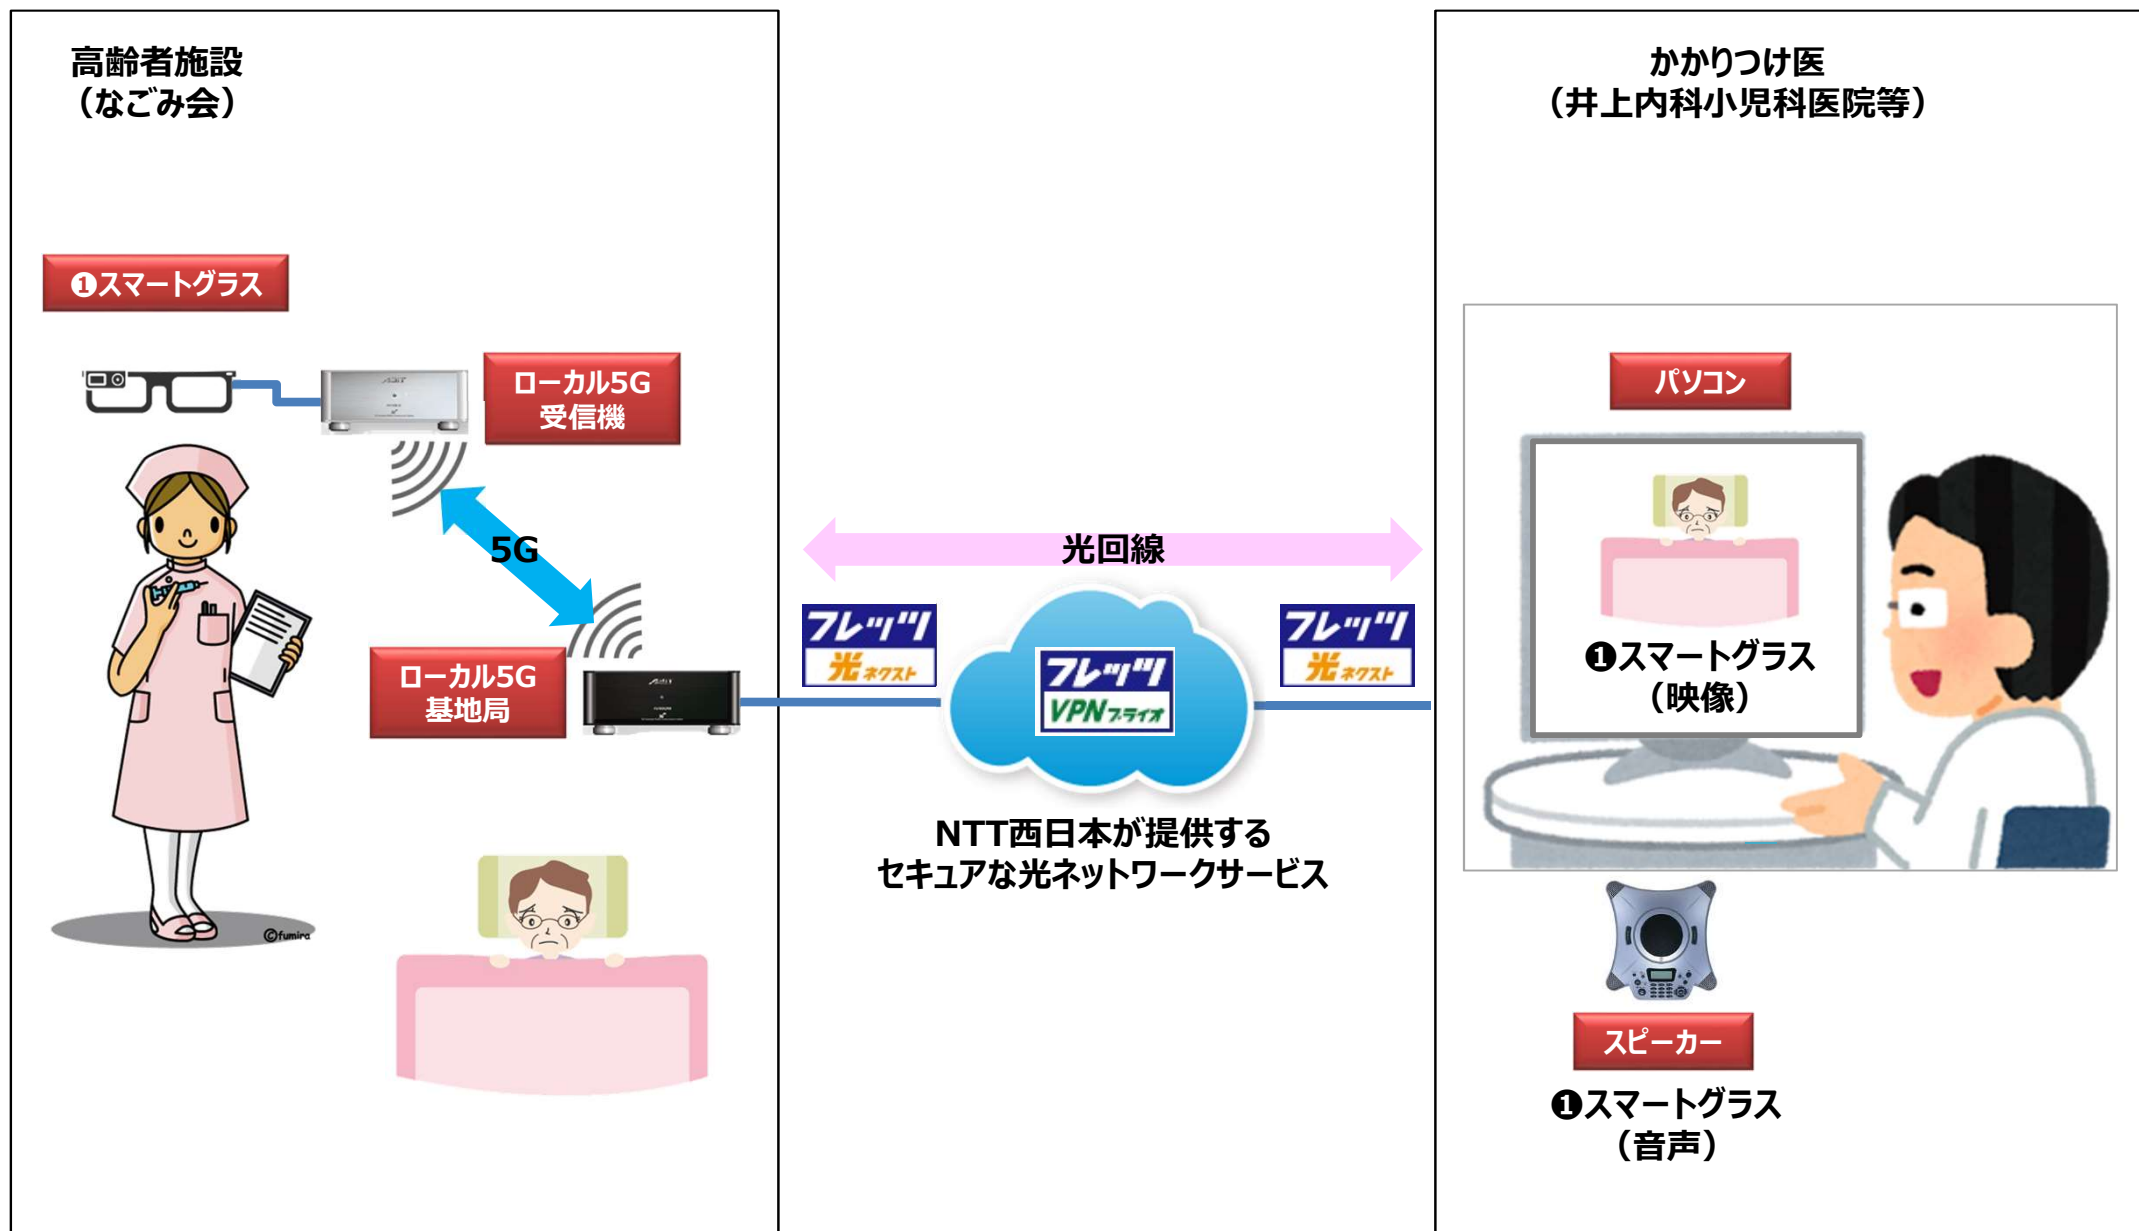 高齢者施設
（なごみ会）
かかりつけ医
（井上内科小児科医院等）
❶スマートグラス
ローカル5G
受信機
5G
ローカル5G
基地局
©fumira
光回線
フレッツ
光ネクスト
フレッツ
VPNプライオ
フレッツ
光ネクスト
NTT西日本が提供する
セキュアな光ネットワークサービス
パソコン
❶スマートグラス
（映像）
スピーカー
❶スマートグラス
（音声）